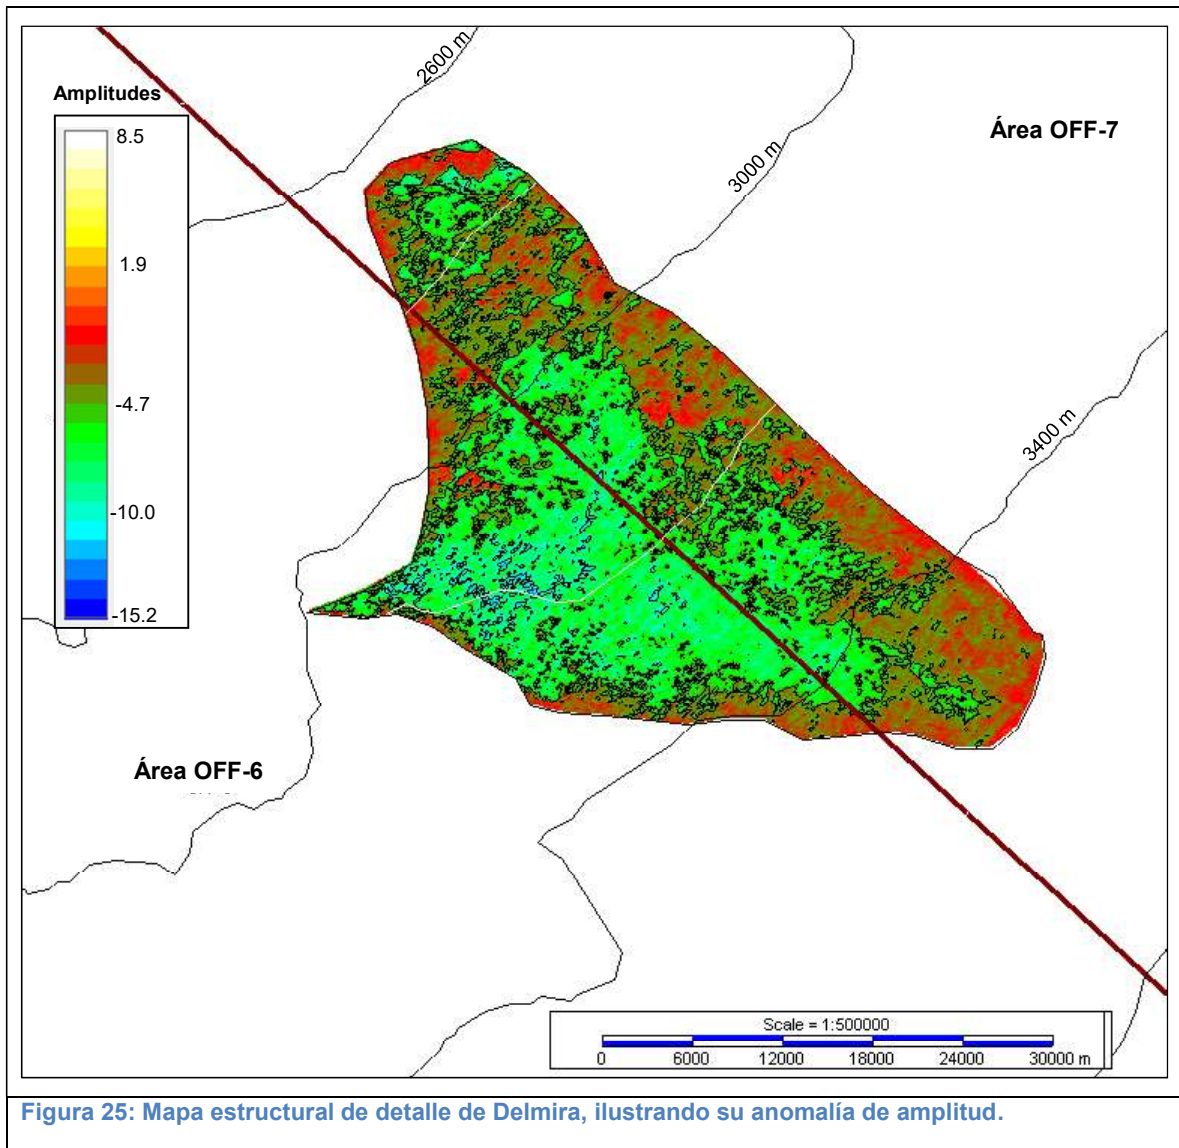 2600 m
Amplitudes
8.5
Área OFF-7
3000 m
1.9
-4.7
3400 m
-10.0
-15.2
Área OFF-6
Scale = 1:500000
0 6000 12000 18000 24000 30000 m
Figura 25: Mapa estructural de detalle de Delmira, ilustrando su anomalía de amplitud.